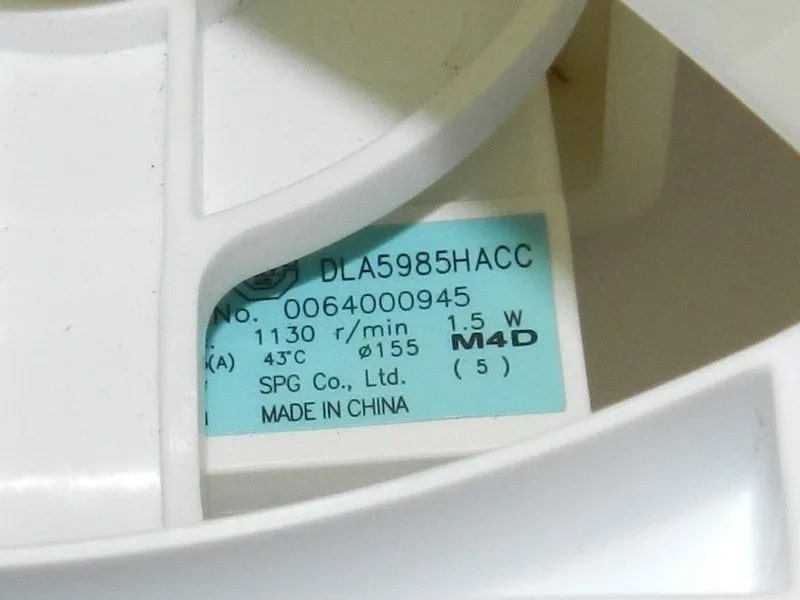 DLA5985HACC
No. 0064000945
1130 r/min 1.5 W
(A) 43°C ø155 M4D
SPG Co., Ltd. (5)
MADE IN CHINA